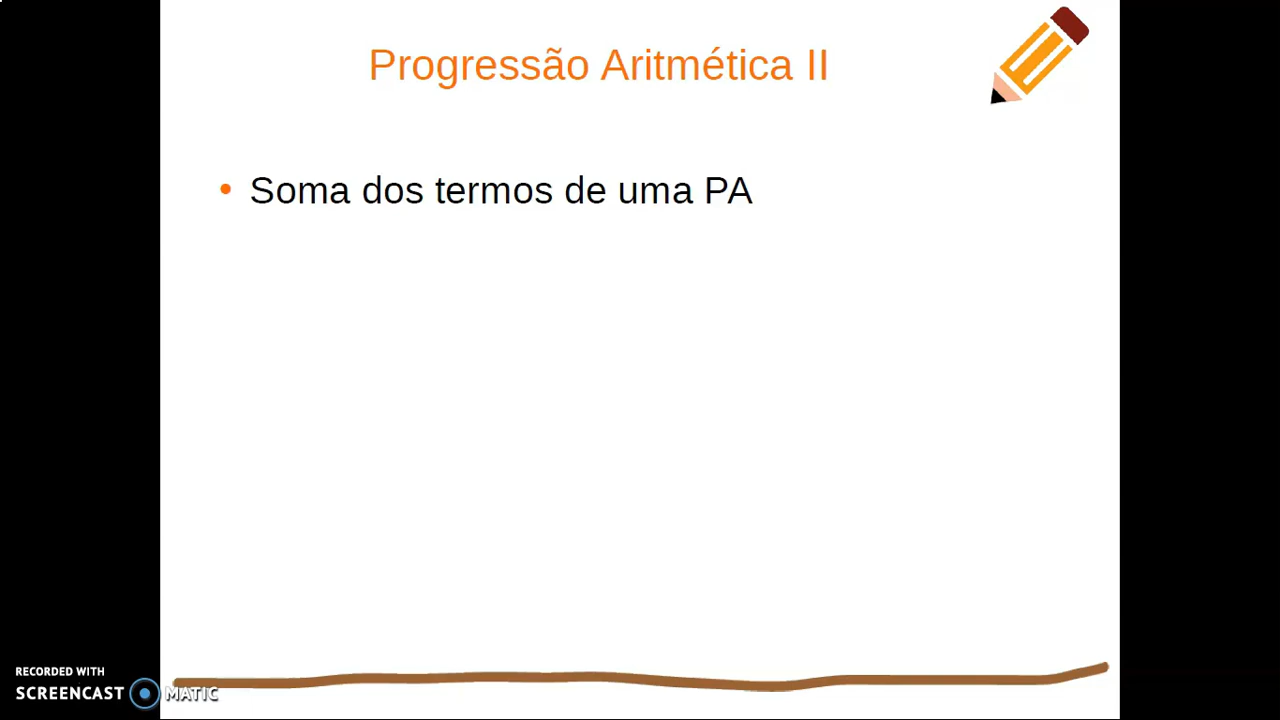 Progressão Aritmética II
• Soma dos termos de uma PA
RECORDED WITH
SCREENCAST MATIC